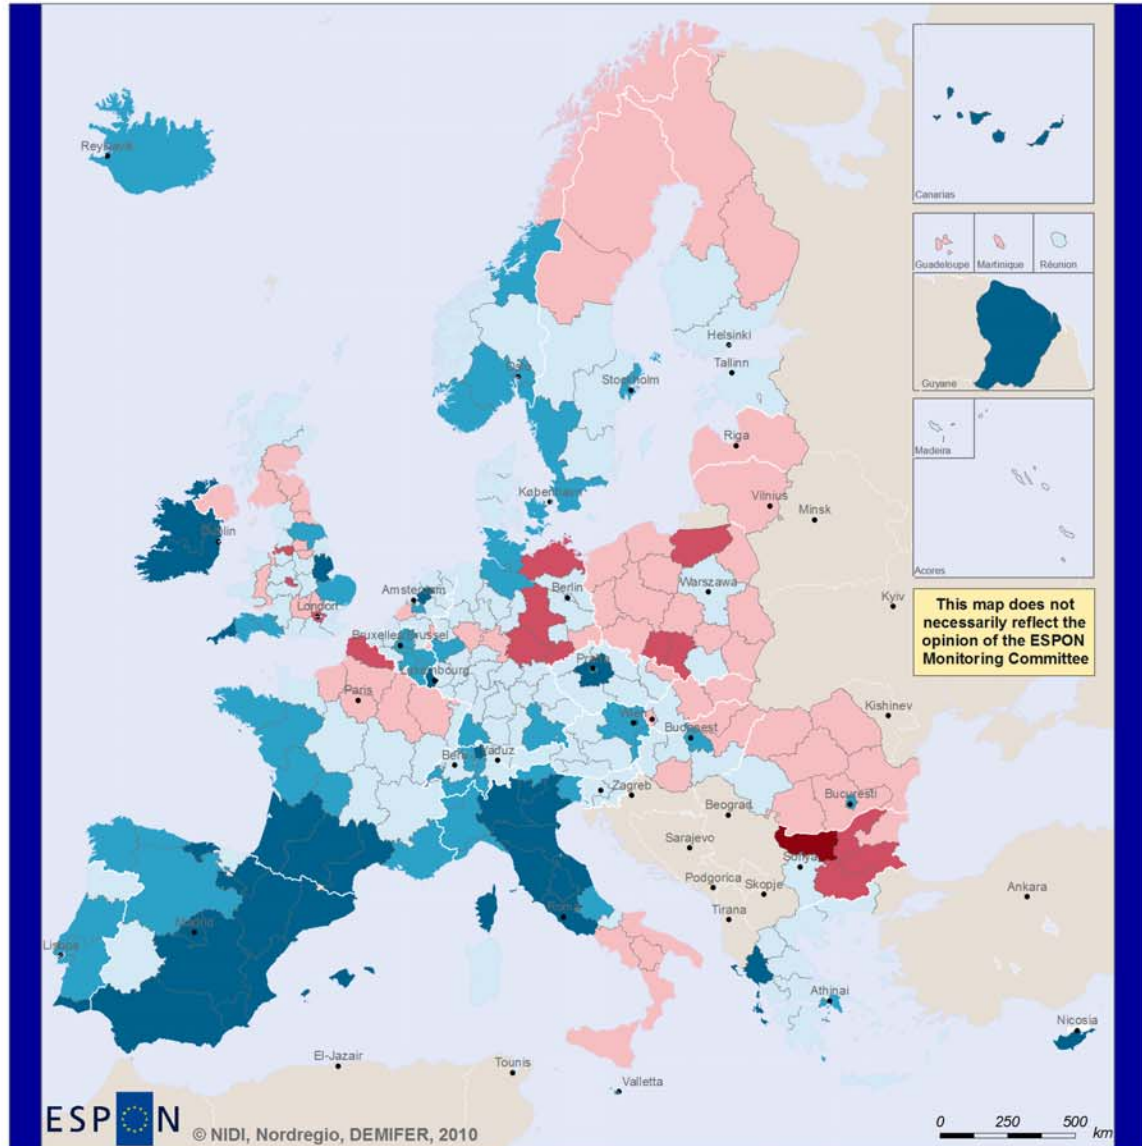 Canarias
Reykjavik
Guadeloupe
Martinique
Réunion
Guyane
Madeira
Acores
Helsinki
Tallinn
Oslo
Stockholm
Riga
København
Vilnius
Minsk
Dublin
Amsterdam
Berlin
Warszawa
London
Kyiv
This map does not
necessarily reflect the
opinion of the ESPON
Monitoring Committee
Bruxelles/Brussel
Praha
Luxembourg
Paris
Kishinev
Wien
Budapest
Bern
Vaduz
Zagreb
Bucuresti
Beograd
Sarajevo
Sofiya
Podgorica
Skopje
Ankara
Roma
Tirana
Madrid
Lisboa
Athinai
Nicosia
El-Jazair
Tounis
Valletta
ESPON
© NIDI, Nordregio, DEMIFER, 2010
0 250 500
km